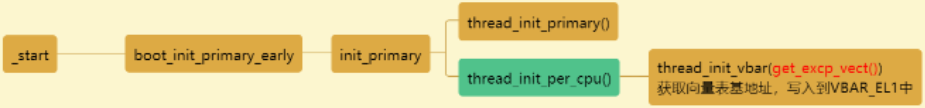 _start
boot_init_primary_early
init_primary
thread_init_primary()
thread_init_per_cpu()
thread_init_vbar(get_excp_vect())
获取向量表基地址，写入到VBAR_EL1中